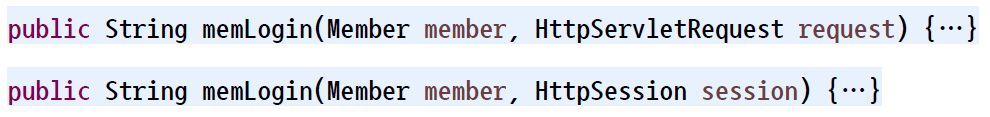 public String memLogin(Member member, HttpServletRequest request) {⋯}
public String memLogin(Member member, HttpSession session) {⋯}